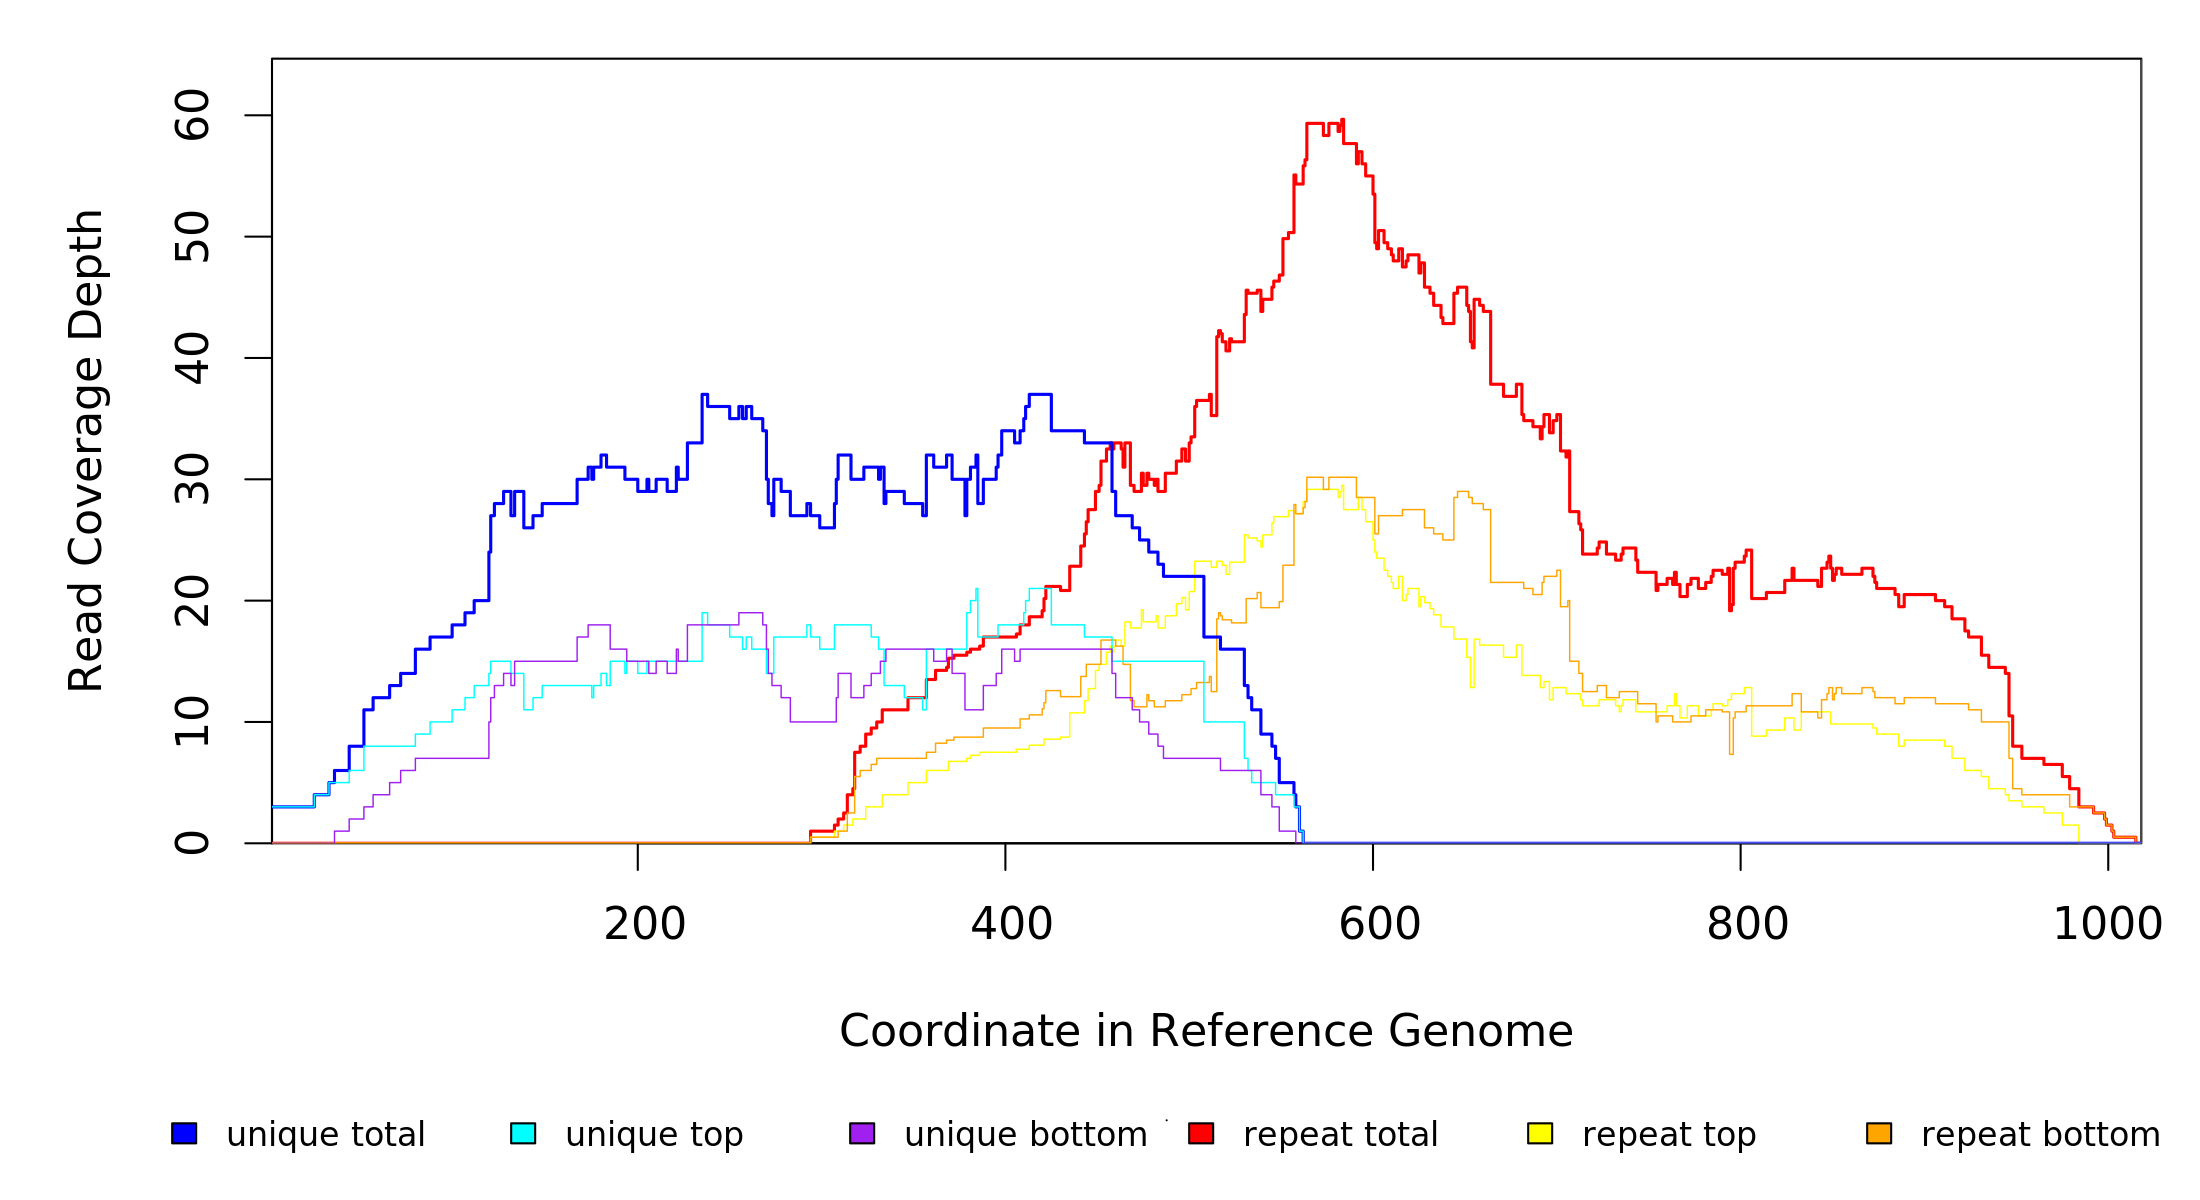 Read Coverage Depth
60
50
40
30
20
10
0
200 400 600 800 1000
Coordinate in Reference Genome
unique total unique top unique bottom repeat total repeat top repeat bottom